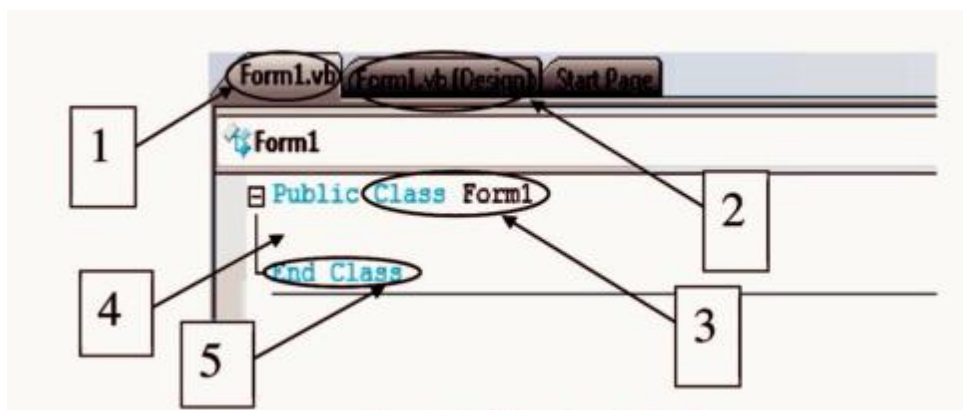 Form1.vb Form1.vb [Design] Start Page
1
Form1
Public Class Form1
2
End Class
4
3
5